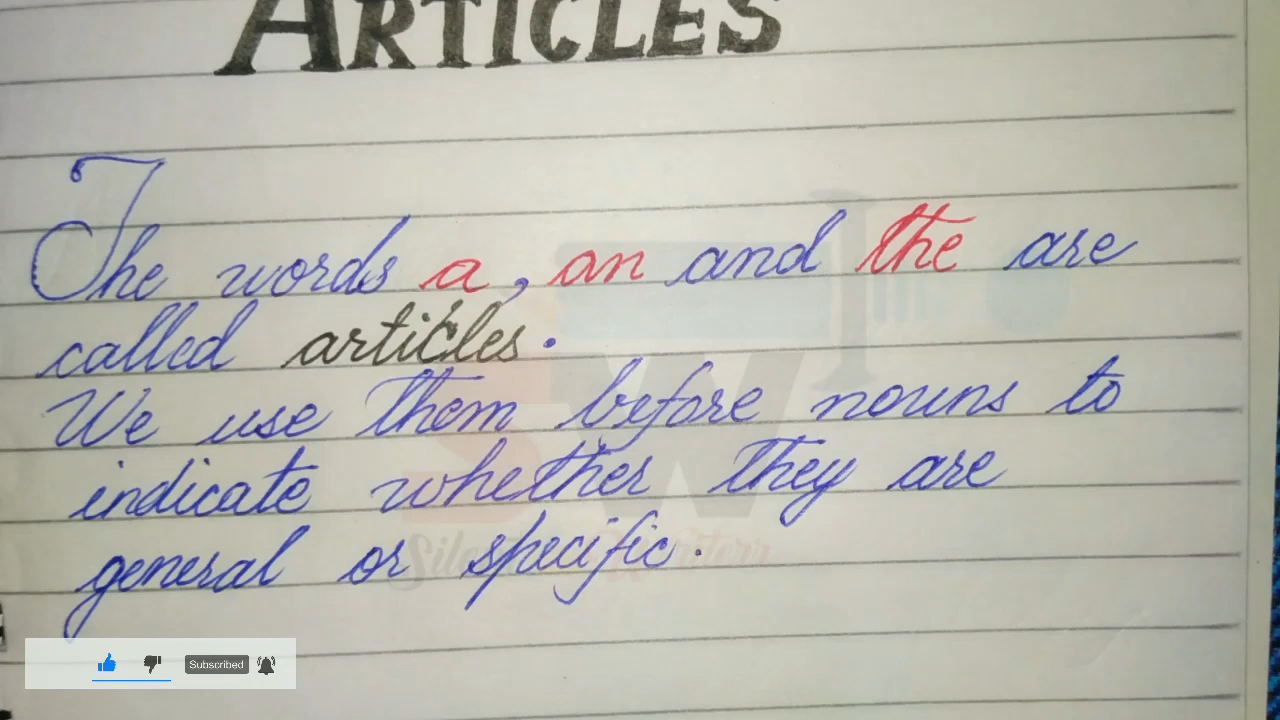 ARTICLES
The words a, an and the are
called articles.
We use them before nouns to
indicate whether they are
general or specific.
Subscribed